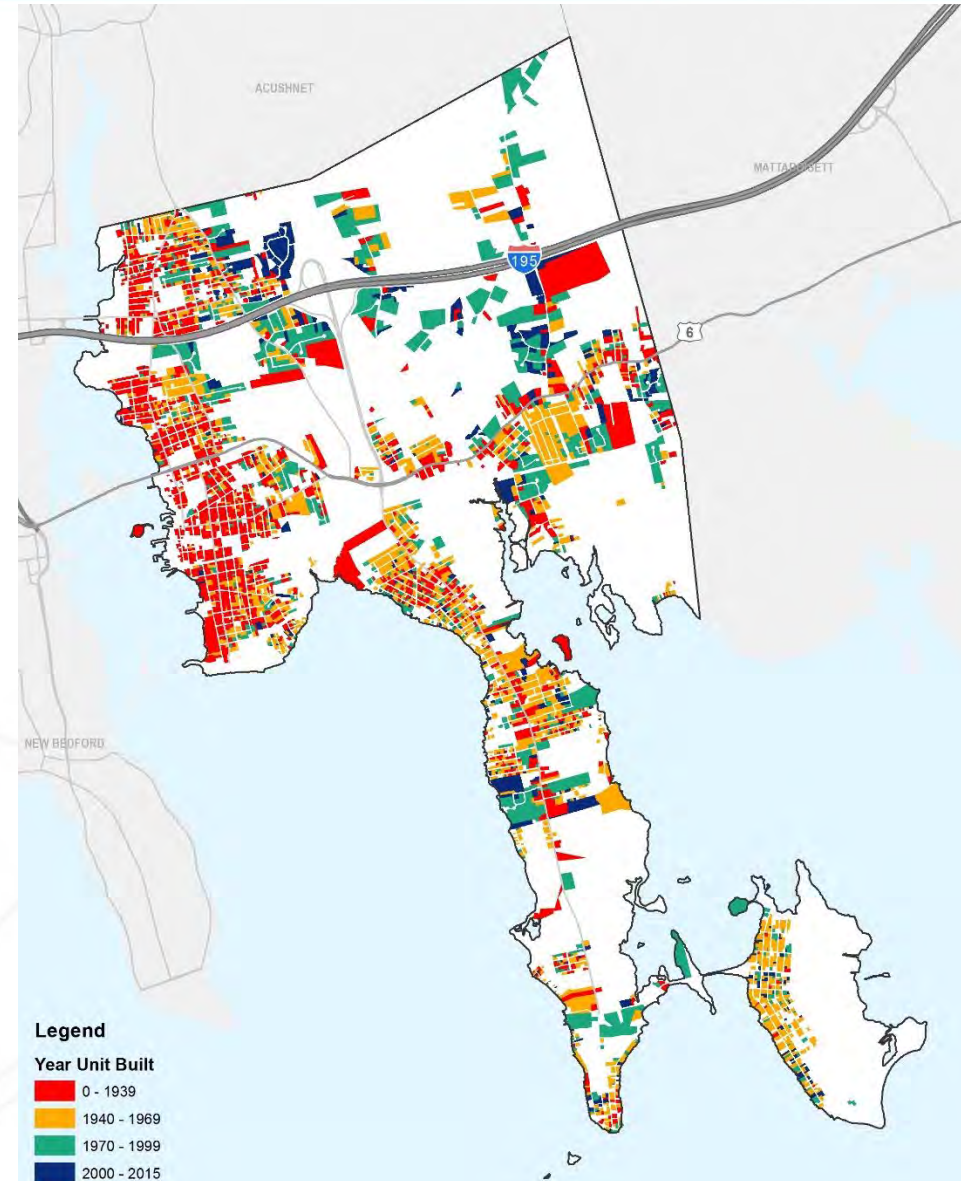 ACUSHNET
MATTAPOISETT
195
6
NEW BEDFORD
Legend
Year Unit Built
0 - 1939
1940 - 1969
1970 - 1999
2000 - 2015